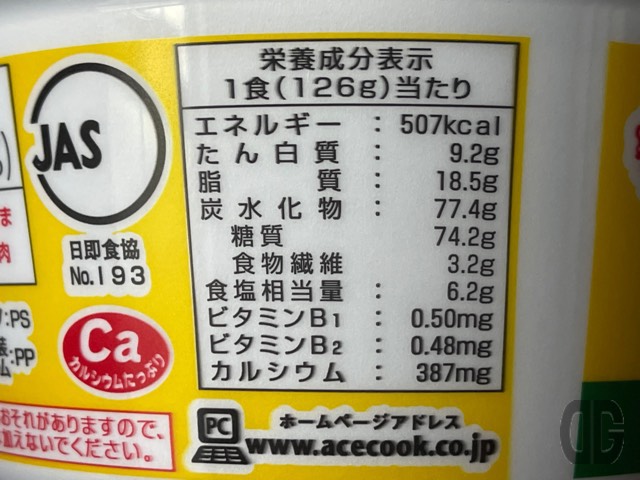 栄養成分表示
1食(126g)当たり
エネルギー : 507kcal
たん白質 : 9.2g
脂質 : 18.5g
炭水化物 : 77.4g
糖質 74.2g
食物繊維 3.2g
食塩相当量 : 6.2g
ビタミンB1 : 0.50mg
ビタミンB2 : 0.48mg
カルシウム : 387mg
JAS
日即食協
No.193
:PS
:PP
Ca
カルシウムたっぷり
おそれがありますので、
加えないでください。
PC
ホームページアドレス
www.acecook.co.jp
DG